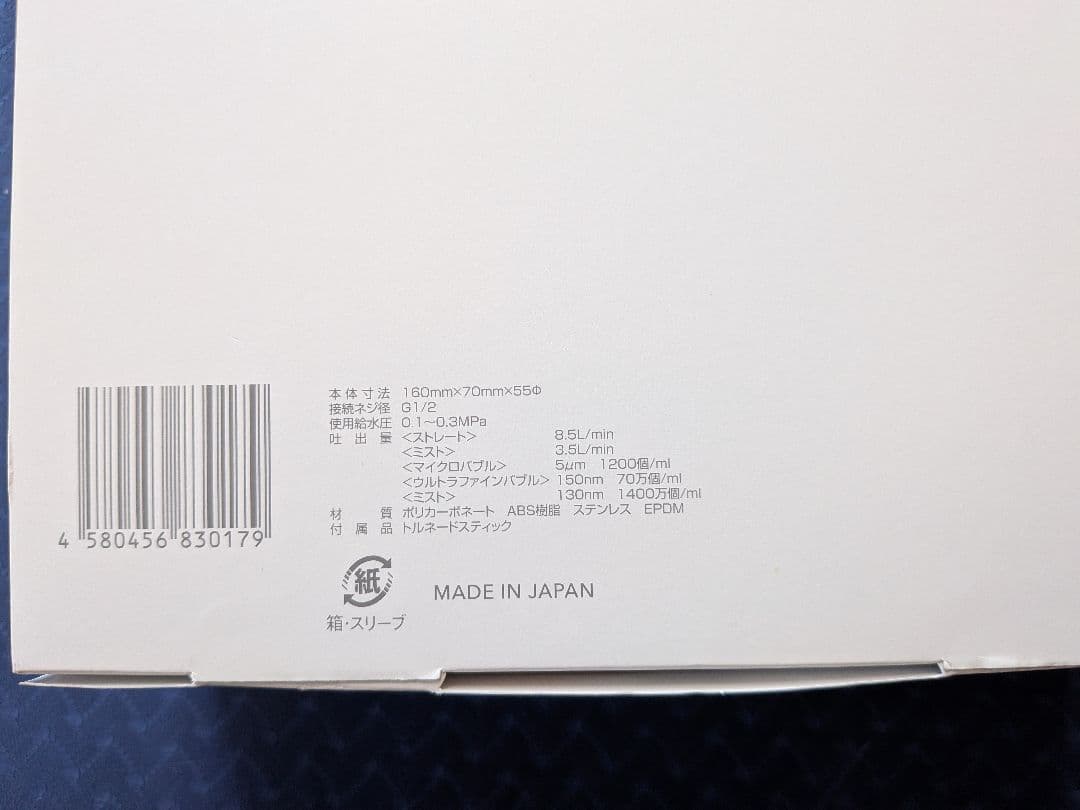 本体寸法 160mm×70mm×55Φ
接続ネジ径 G1/2
使用給水圧 0.1〜0.3MPa
吐出量 <ストレート> 8.5L/min
<ミスト> 3.5L/min
<マイクロバブル> 5μm 1200個/ml
<ウルトラファインバブル> 150nm 70万個/ml
<ミスト> 130nm 1400万個/ml
材質 ポリカーボネート ABS樹脂 ステンレス EPDM
付属品 トルネードスティック
4 580456 830179
紙
箱・スリーブ
MADE IN JAPAN